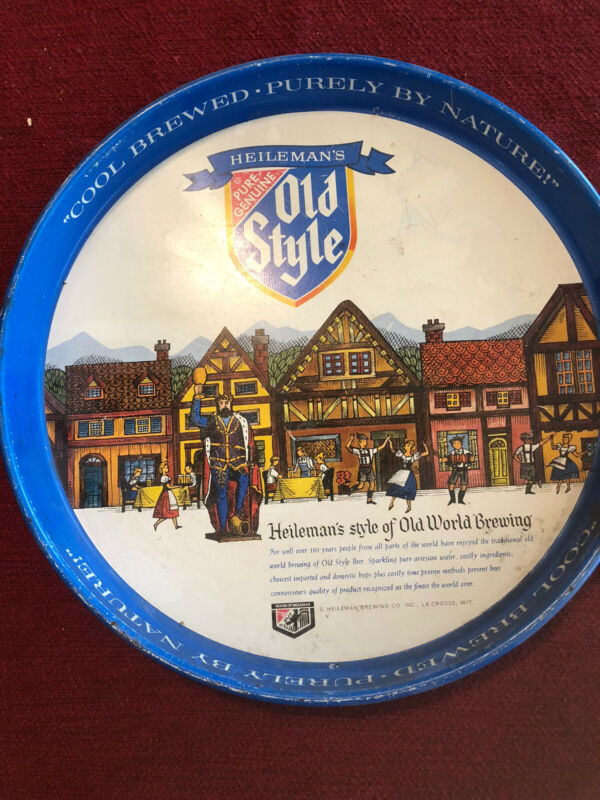 "COOL BREWED · PURELY BY NATURE!"
HEILEMAN'S
®
PURE
GENUINE
Old
Style
Heileman's style of Old World Brewing
For well over 110 years people from all parts of the world have enjoyed the traditional old
world brewing of Old Style Beer. Sparkling pure artesian water, costly ingredients,
choicest imported and domestic hops plus costly time proven methods present beer
connoisseurs quality of product recognized as the finest the world over.
HOUSE OF HEILEMAN
G. HEILEMAN BREWING CO. INC., LA CROSSE, WIS.
"COOL BREWED · PURELY BY NATURE!"